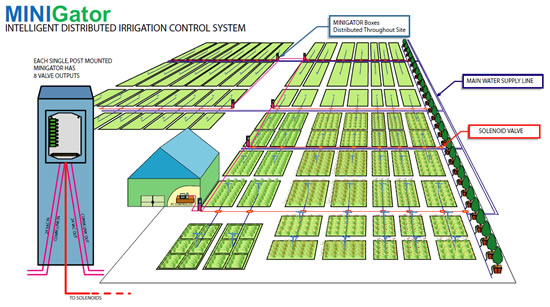 MINIGator
INTELLIGENT DISTRIBUTED IRRIGATION CONTROL SYSTEM
EACH SINGLE, POST MOUNTED
MINIGATOR HAS
8 VALVE OUTPUTS
MINIGATOR Boxes
Distributed Throughout Site
MAIN WATER SUPPLY LINE
SOLENOID VALVE
TO SOLENOIDS